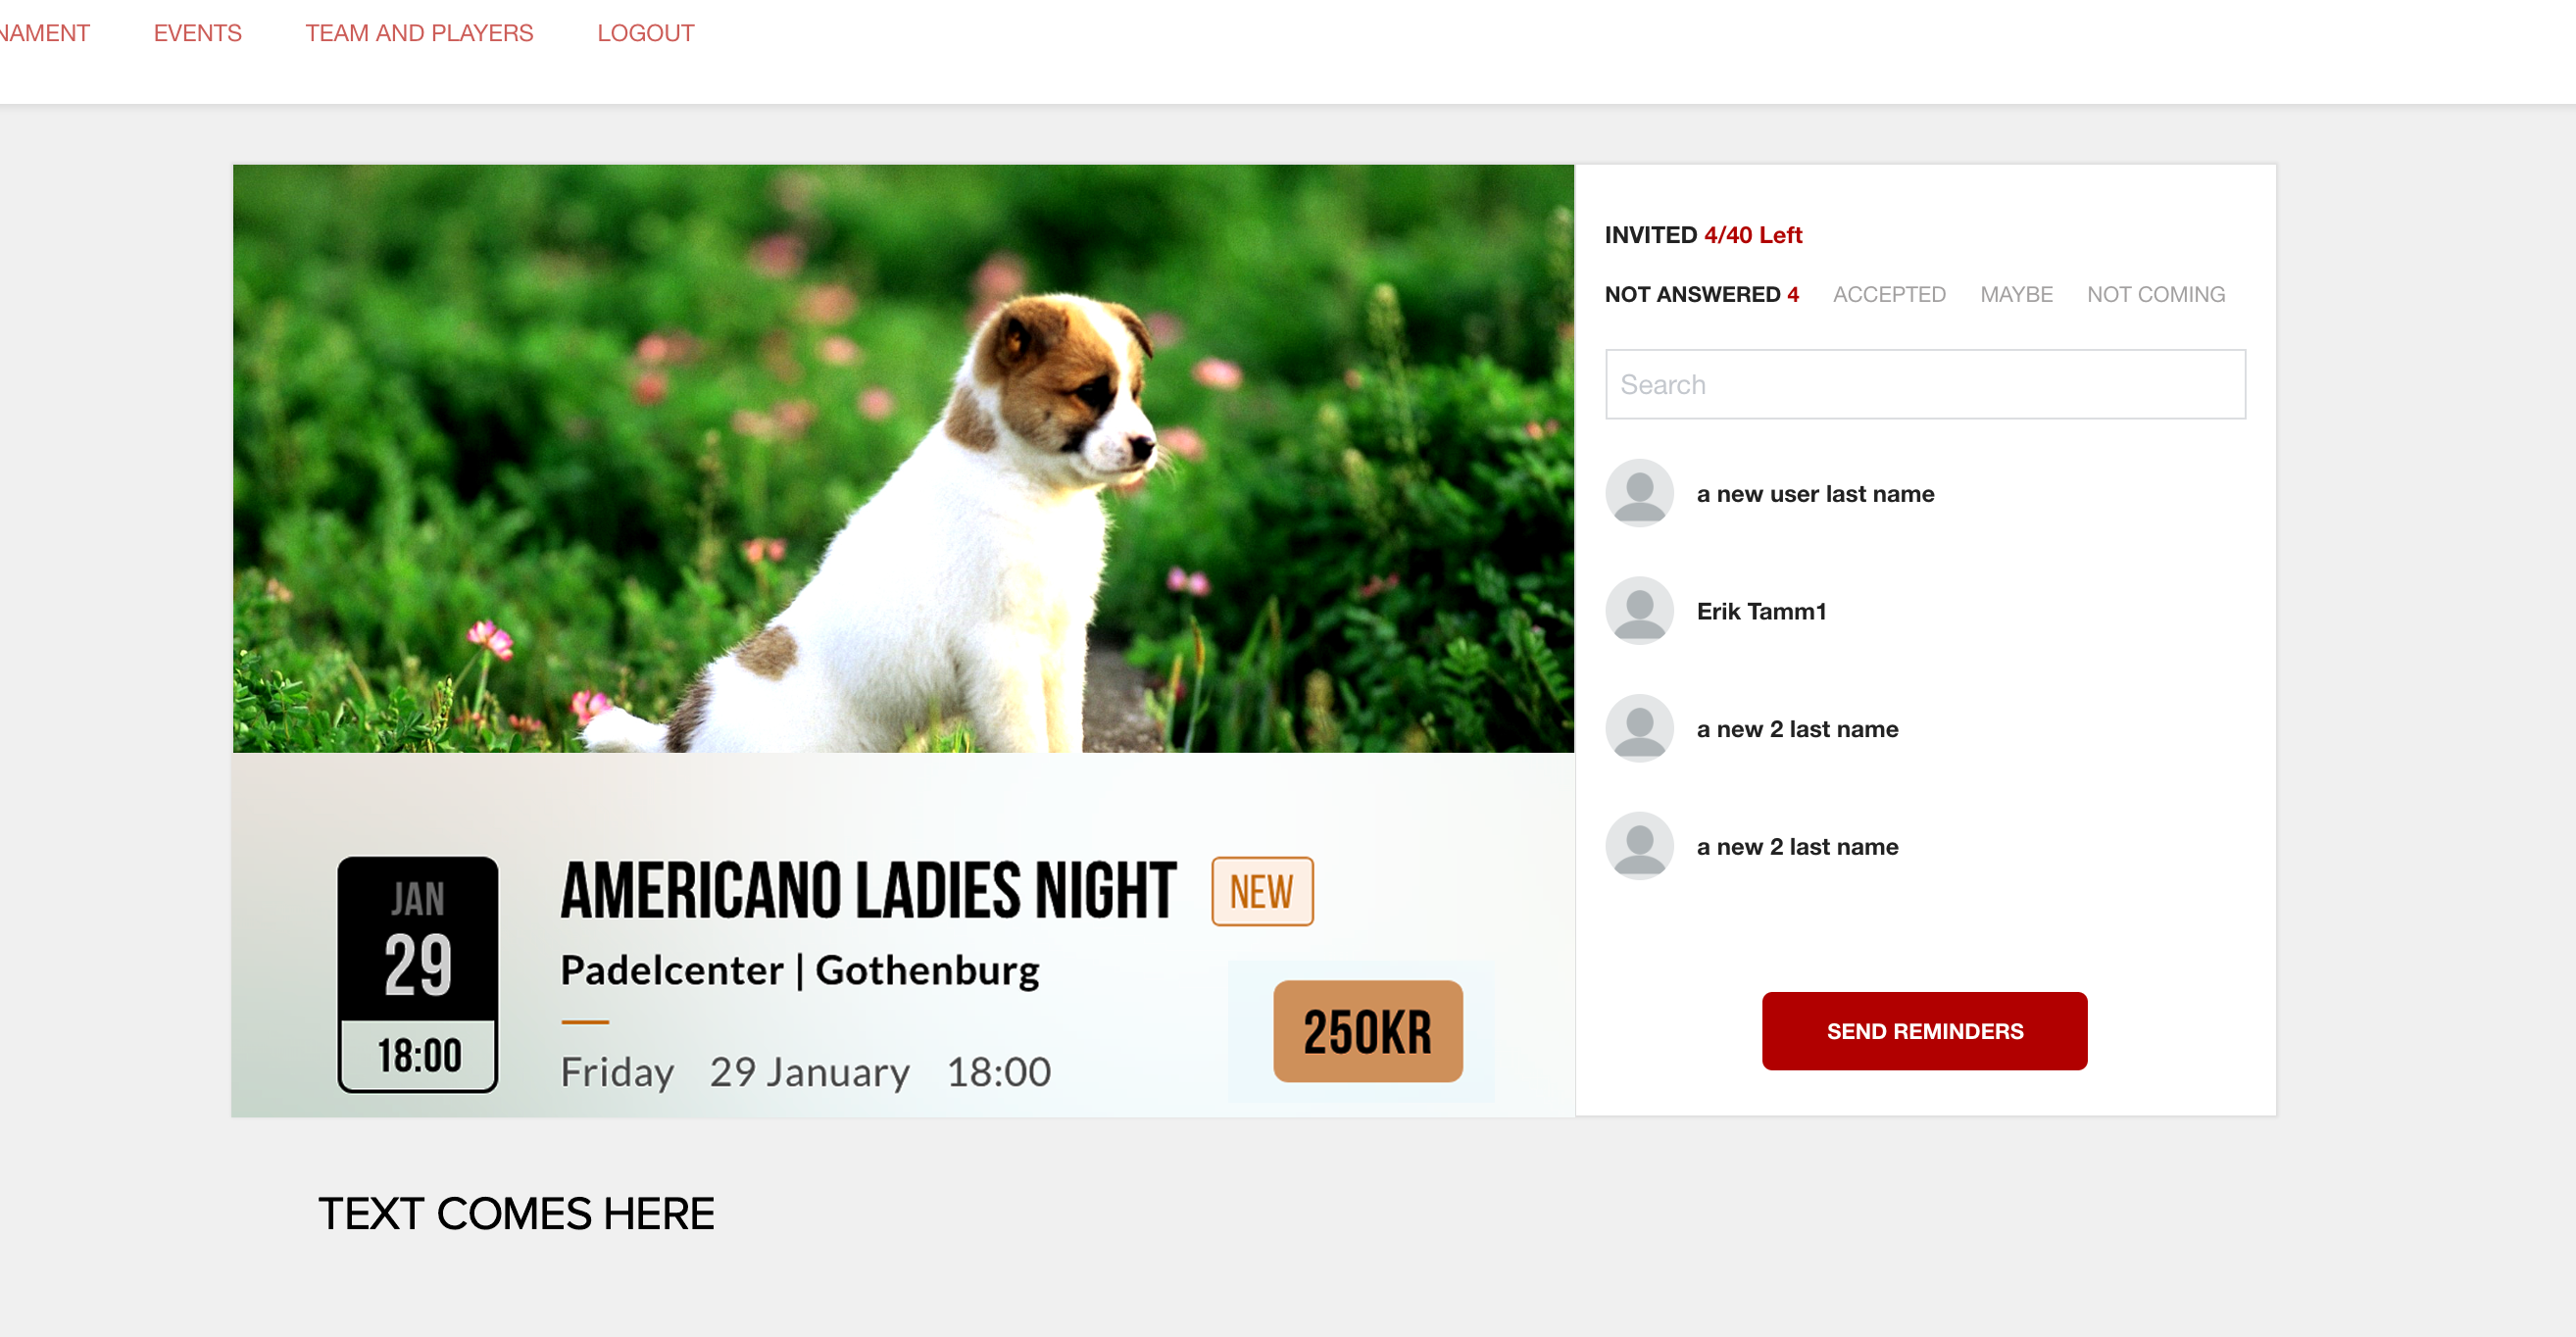 NAMENT EVENTS TEAM AND PLAYERS LOGOUT
INVITED 4/40 Left
NOT ANSWERED 4 ACCEPTED MAYBE NOT COMING
Search
a new user last name
Erik Tamm1
a new 2 last name
a new 2 last name
SEND REMINDERS
JAN
29
18:00
AMERICANO LADIES NIGHT NEW
Padelcenter | Gothenburg
Friday 29 January 18:00
250KR
TEXT COMES HERE